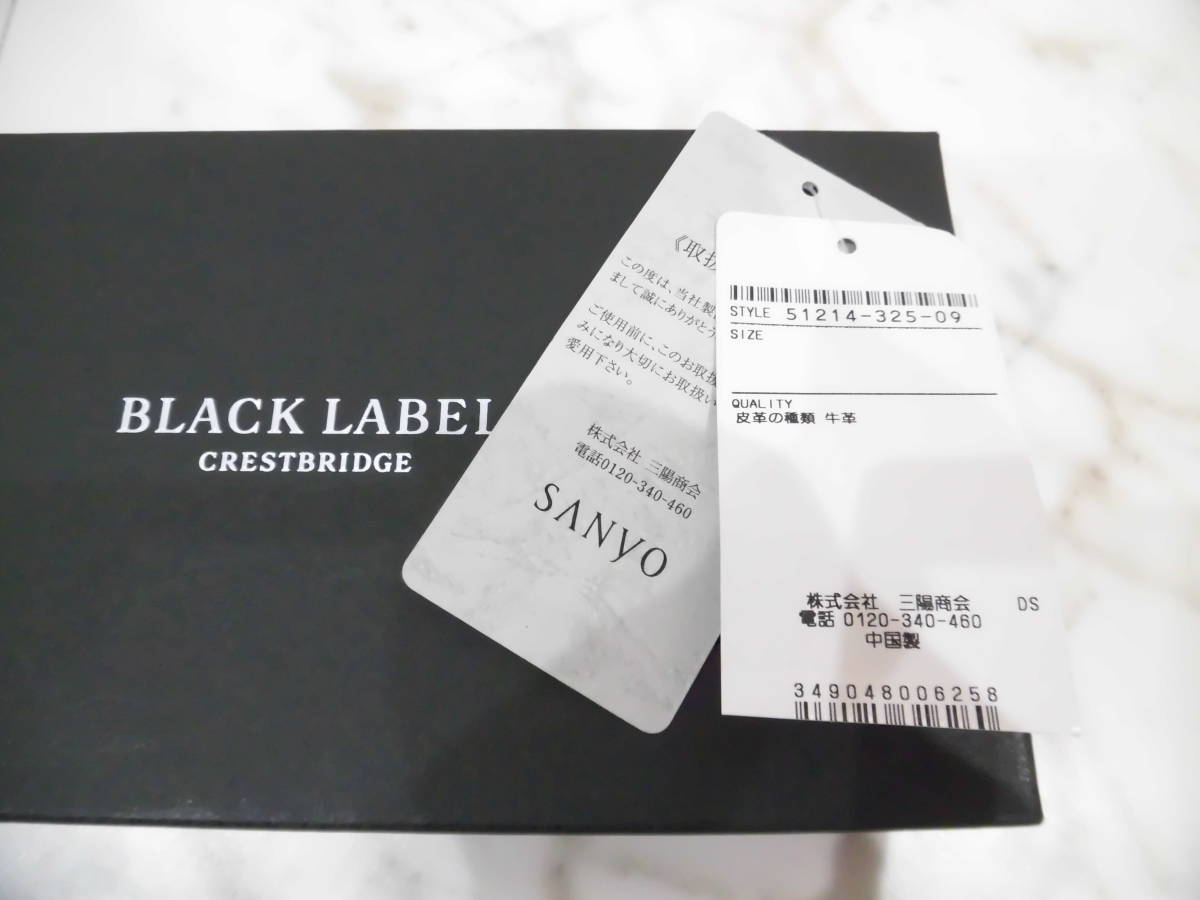 BLACK LABEL
CRESTBRIDGE
《取扱
この度は、当社製
まして誠にありがとう
ご使用前に、このお取扱
みになり大切にお取扱い
愛用下さい。
株式会社 三陽商会
電話0120-340-460
SANYO
STYLE 51214-325-09
SIZE
QUALITY
皮革の種類 牛革
株式会社 三陽商会 DS
電話 0120-340-460
中国製
349048006258